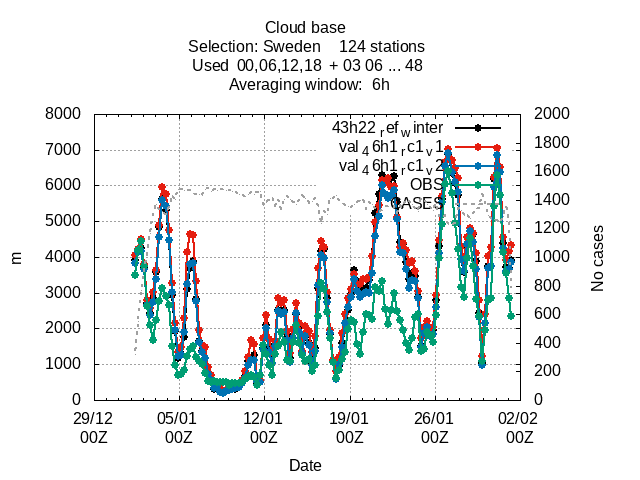 Cloud base
Selection: Sweden 124 stations
Used 00,06,12,18 + 03 06 ... 48
Averaging window: 6h
8000
7000
6000
5000
4000
3000
2000
1000
0
m
2000
1800
1600
1400
1200
1000
800
600
400
200
0
No cases
43h22_ref_winter
val_46h1_rc1_v1
val_46h1_rc1_v2
OBS
CASES
29/12 05/01 12/01 19/01 26/01 02/02
00Z 00Z 00Z 00Z 00Z 00Z
Date